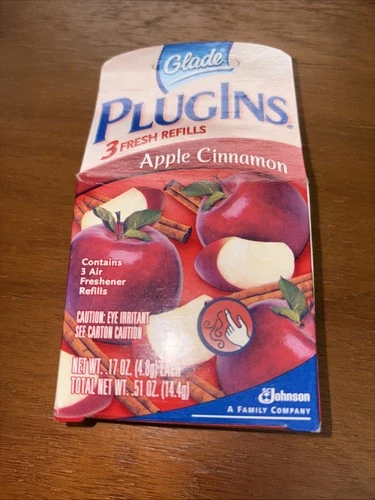 Glade®
PLUGINS®
3 FRESH REFILLS
Apple Cinnamon
Contains
3 Air
Freshener
Refills
CAUTION: EYE IRRITANT
SEE CARTON CAUTION
NET WT. .17 OZ. (4.8g) EACH
TOTAL NET WT. .51 OZ. (14.4g)
SC Johnson
A FAMILY COMPANY